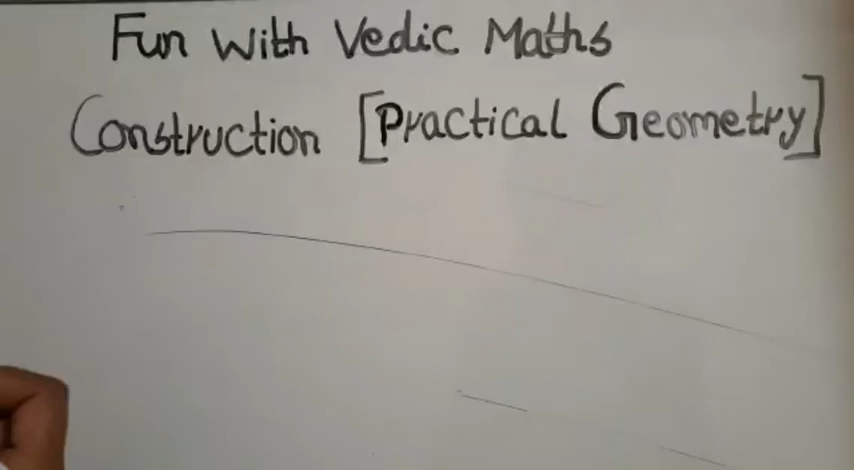 Fun With Vedic Maths
Construction [Practical Geometry]